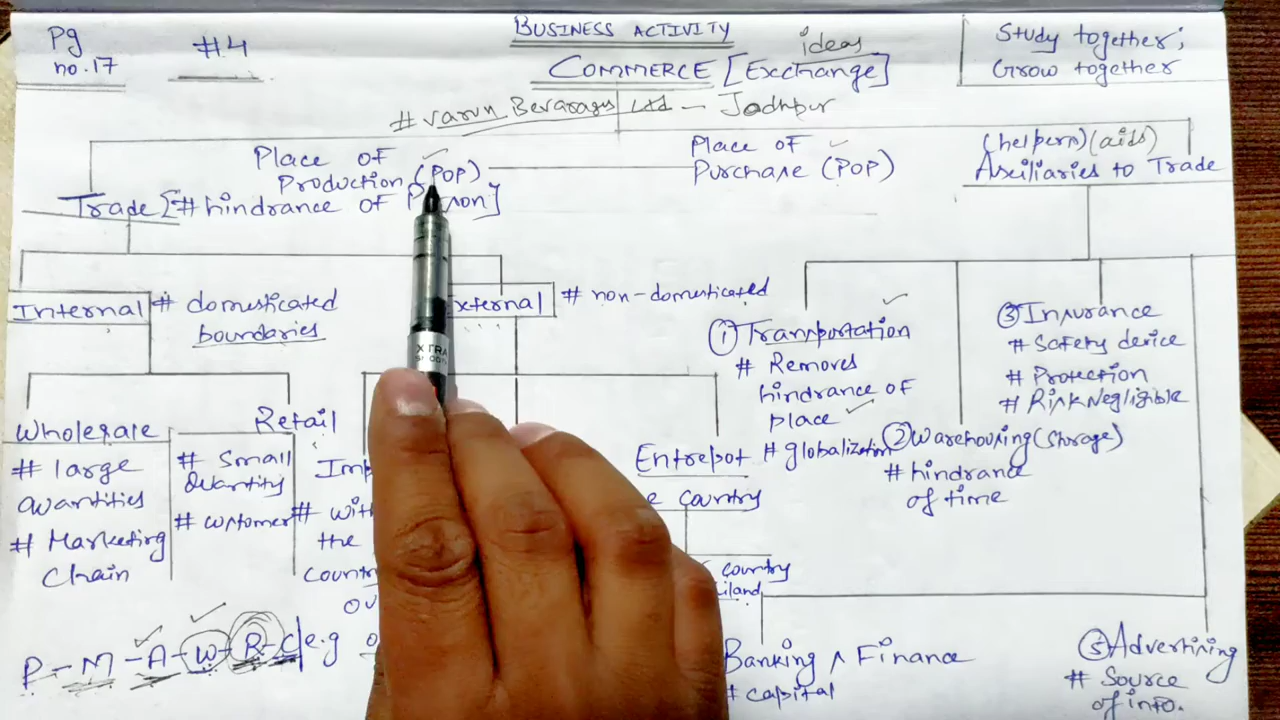 Pg
no.17
#4
BUSINESS ACTIVITY
ideas
COMMERCE [Exchange]
Study together;
Grow together
# varun Bevarages Ltd - Jodhpur
Place of
Production (POP)
Place of
Purchase (POP)
(helpers) (aids)
Auxiliaries to Trade
Trade [# hindrance of
Internal
# domesticated
boundaries
# non-domesticated
Wholesale
# large
quantities
# Marketing
Chain
Retail
# Small
Quantity
# customer
the
Entrepot
country
country
① Transportation
# Removes
hindrance of
place
# globalization
② Warehousing (Storage)
# hindrance
of time
③ Insurance
# Safety device
# Protection
# Risk Negligible
P-M-A-W-R-C
e.g
Banking ∧ Finance
# capital
⑤ Advertising
# Source
of info.
XTRA